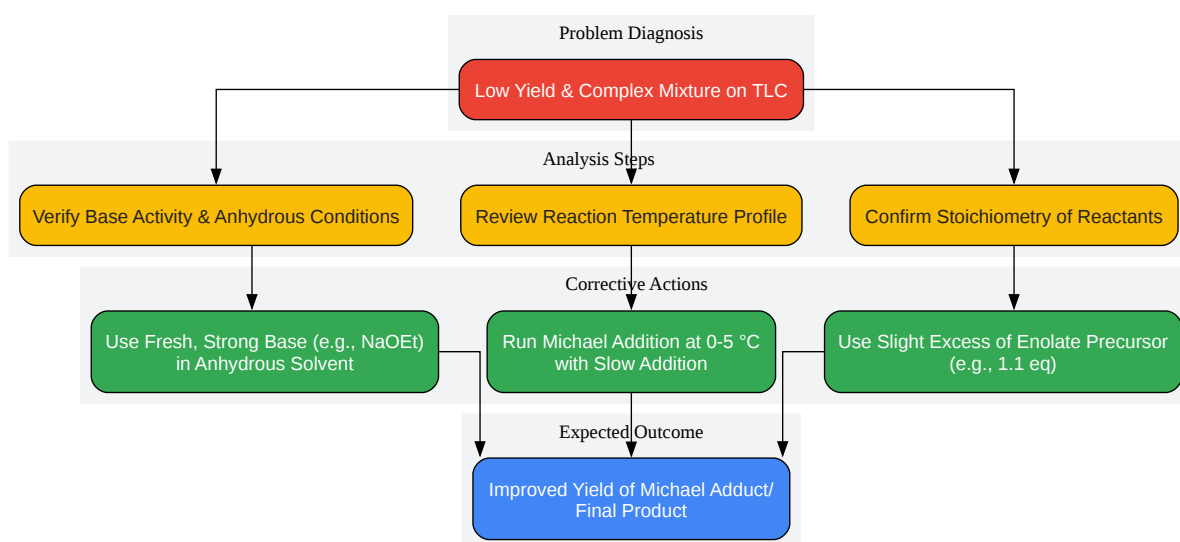 Problem Diagnosis
Low Yield & Complex Mixture on TLC
Analysis Steps
Verify Base Activity & Anhydrous Conditions
Review Reaction Temperature Profile
Confirm Stoichiometry of Reactants
Corrective Actions
Use Fresh, Strong Base (e.g., NaOEt)
in Anhydrous Solvent
Run Michael Addition at 0-5 °C
with Slow Addition
Use Slight Excess of Enolate Precursor
(e.g., 1.1 eq)
Expected Outcome
Improved Yield of Michael Adduct/
Final Product